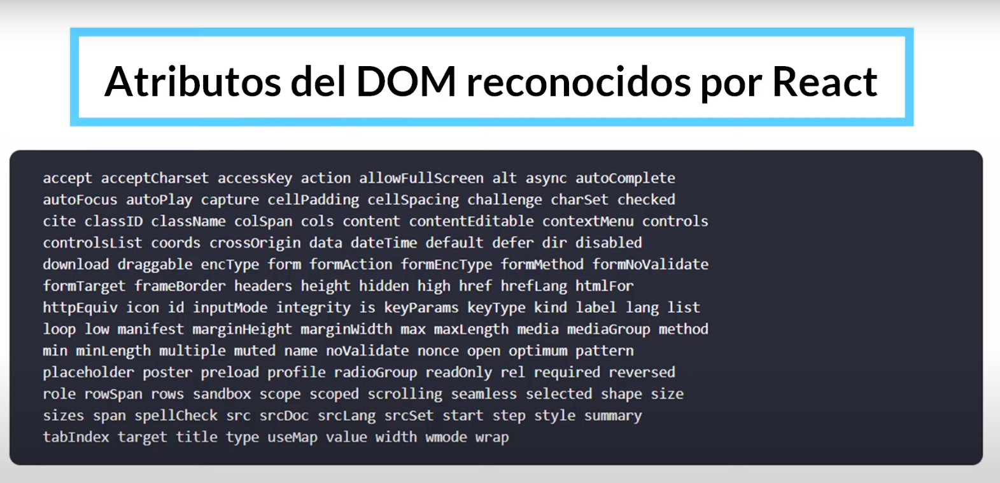 Atributos del DOM reconocidos por React
accept acceptCharset accessKey action allowFullScreen alt async autoComplete
autoFocus autoPlay capture cellPadding cellSpacing challenge charSet checked
cite classID className colSpan cols content contentEditable contextMenu controls
controlsList coords crossOrigin data dateTime default defer dir disabled
download draggable encType form formAction formEncType formMethod formNoValidate
formTarget frameBorder headers height hidden high href hrefLang htmlFor
httpEquiv icon id inputMode integrity is keyParams keyType kind label lang list
loop low manifest marginHeight marginWidth max maxLength media mediaGroup method
min minLength multiple muted name noValidate nonce open optimum pattern
placeholder poster preload profile radioGroup readOnly rel required reversed
role rowSpan rows sandbox scope scoped scrolling seamless selected shape size
sizes span spellCheck src srcDoc srcLang srcSet start step style summary
tabIndex target title type useMap value width wmode wrap